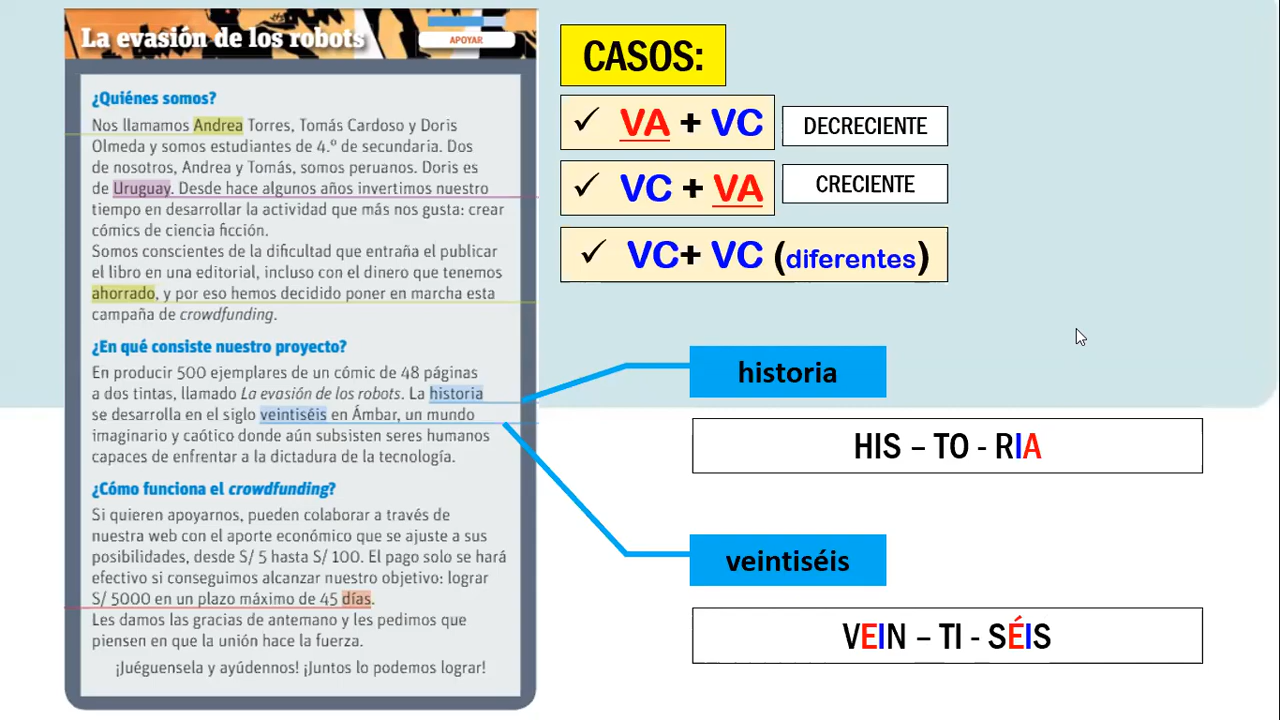 La evasión de los robots
APOYAR
¿Quiénes somos?
Nos llamamos Andrea Torres, Tomás Cardoso y Doris
Olmeda y somos estudiantes de 4.º de secundaria. Dos
de nosotros, Andrea y Tomás, somos peruanos. Doris es
de Uruguay. Desde hace algunos años invertimos nuestro
tiempo en desarrollar la actividad que más nos gusta: crear
cómics de ciencia ficción.
Somos conscientes de la dificultad que entraña el publicar
el libro en una editorial, incluso con el dinero que tenemos
ahorrado, y por eso hemos decidido poner en marcha esta
campaña de crowdfunding.
¿En qué consiste nuestro proyecto?
En producir 500 ejemplares de un cómic de 48 páginas
a dos tintas, llamado La evasión de los robots. La historia
se desarrolla en el siglo veintiséis en Ámbar, un mundo
imaginario y caótico donde aún subsisten seres humanos
capaces de enfrentar a la dictadura de la tecnología.
¿Cómo funciona el crowdfunding?
Si quieren apoyarnos, pueden colaborar a través de
nuestra web con el aporte económico que se ajuste a sus
posibilidades, desde S/ 5 hasta S/ 100. El pago solo se hará
efectivo si conseguimos alcanzar nuestro objetivo: lograr
S/ 5000 en un plazo máximo de 45 días.
Les damos las gracias de antemano y les pedimos que
piensen en que la unión hace la fuerza.
¡Juéguensela y ayúdennos! ¡Juntos lo podemos lograr!
CASOS:
✓ VA + VC
DECRECIENTE
✓ VC + VA
CRECIENTE
✓ VC+ VC (diferentes)
historia
HIS – TO - RIA
veintiséis
VEIN – TI - SÉIS